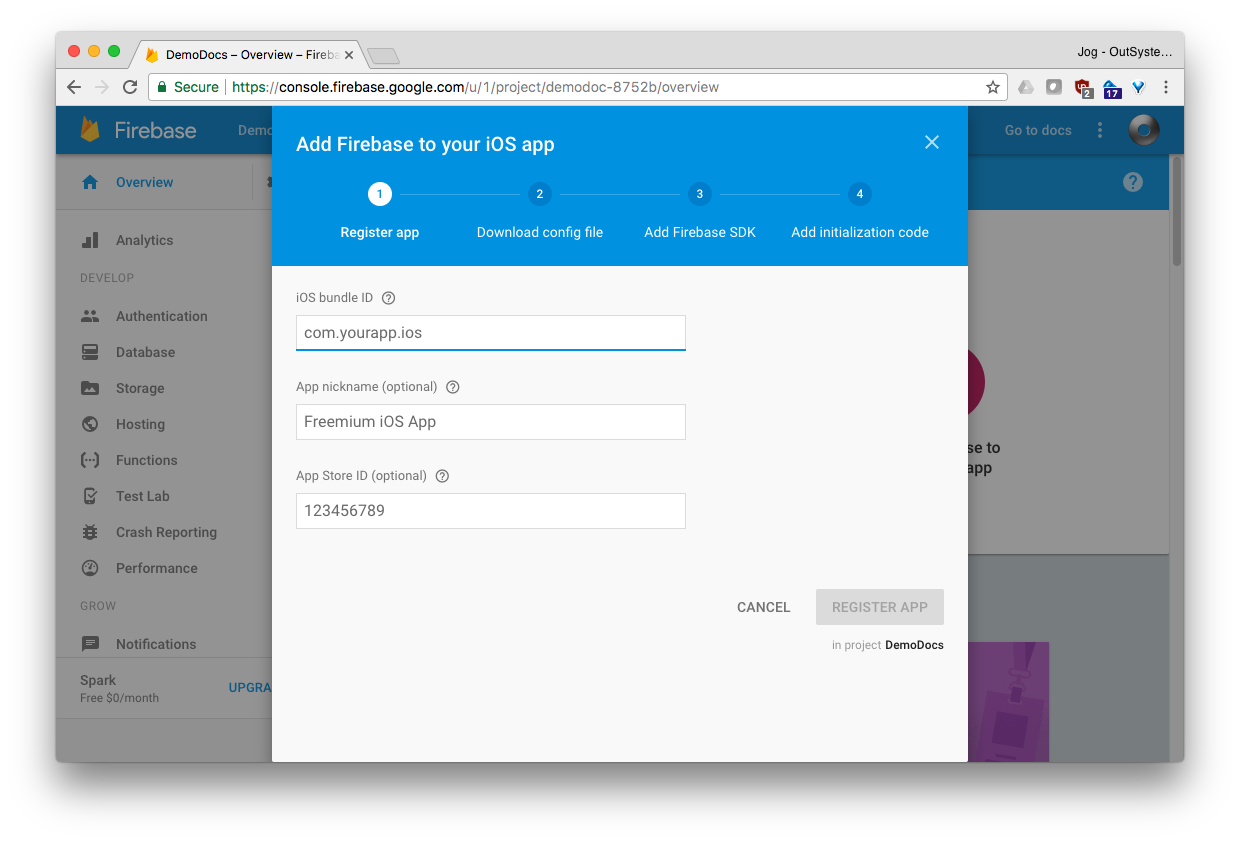 DemoDocs – Overview – Fireba
Jog - OutSyste...
Secure
https://console.firebase.google.com/u/1/project/demodoc-8752b/overview
2
17
Firebase
Demo
Go to docs
Overview
Analytics
DEVELOP
Authentication
Database
Storage
Hosting
Functions
Test Lab
Crash Reporting
Performance
GROW
Notifications
Spark
Free $0/month
UPGRA
Add Firebase to your iOS app
1
2
3
4
Register app
Download config file
Add Firebase SDK
Add initialization code
iOS bundle ID
com.yourapp.ios
App nickname (optional)
Freemium iOS App
App Store ID (optional)
123456789
CANCEL
REGISTER APP
in project DemoDocs
se to
app